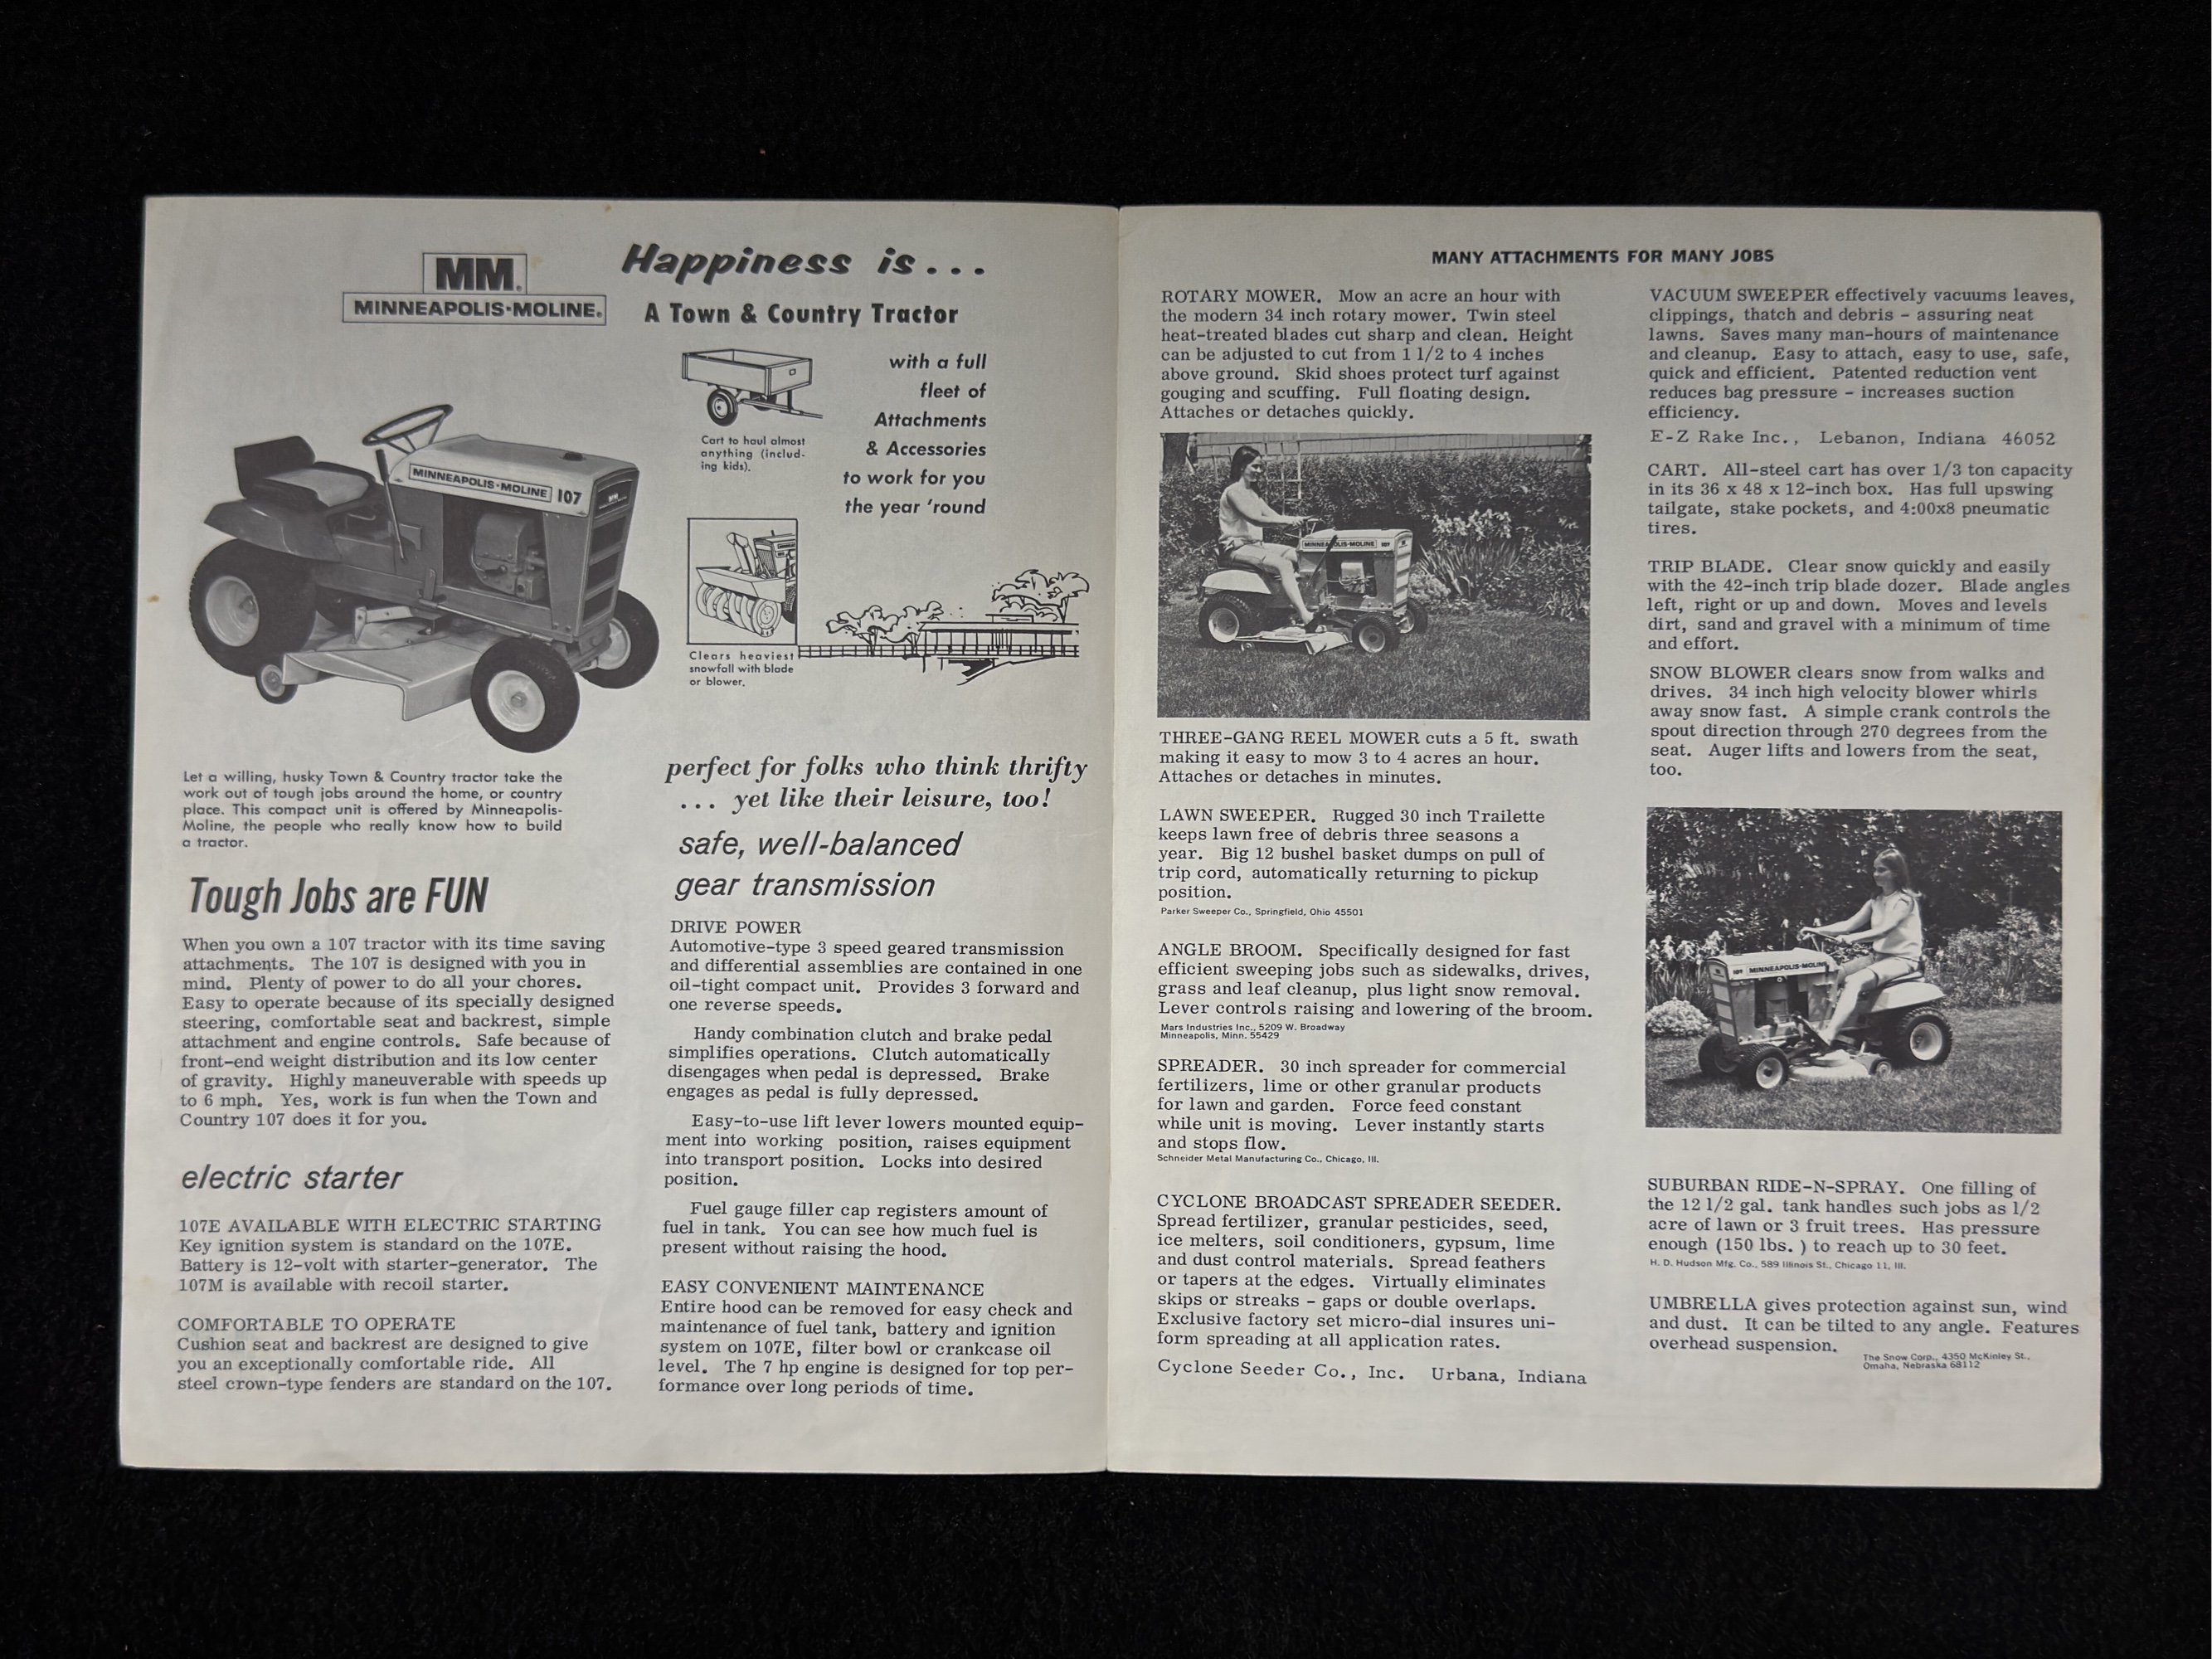 MM.
MINNEAPOLIS-MOLINE®
Happiness is...
A Town & Country Tractor
with a full
fleet of
Attachments
& Accessories
to work for you
the year 'round
Cart to haul almost
anything (includ-
ing kids).
Clears heaviest
snowfall with blade
or blower.
MINNEAPOLIS-MOLINE 107
MM
Let a willing, husky Town & Country tractor take the
work out of tough jobs around the home, or country
place. This compact unit is offered by Minneapolis-
Moline, the people who really know how to build
a tractor.
Tough Jobs are FUN
When you own a 107 tractor with its time saving
attachments. The 107 is designed with you in
mind. Plenty of power to do all your chores.
Easy to operate because of its specially designed
steering, comfortable seat and backrest, simple
attachment and engine controls. Safe because of
front-end weight distribution and its low center
of gravity. Highly maneuverable with speeds up
to 6 mph. Yes, work is fun when the Town and
Country 107 does it for you.
electric starter
107E AVAILABLE WITH ELECTRIC STARTING
Key ignition system is standard on the 107E.
Battery is 12-volt with starter-generator. The
107M is available with recoil starter.
COMFORTABLE TO OPERATE
Cushion seat and backrest are designed to give
you an exceptionally comfortable ride. All
steel crown-type fenders are standard on the 107.
perfect for folks who think thrifty
... yet like their leisure, too!
safe, well-balanced
gear transmission
DRIVE POWER
Automotive-type 3 speed geared transmission
and differential assemblies are contained in one
oil-tight compact unit. Provides 3 forward and
one reverse speeds.
Handy combination clutch and brake pedal
simplifies operations. Clutch automatically
disengages when pedal is depressed. Brake
engages as pedal is fully depressed.
Easy-to-use lift lever lowers mounted equip-
ment into working position, raises equipment
into transport position. Locks into desired
position.
Fuel gauge filler cap registers amount of
fuel in tank. You can see how much fuel is
present without raising the hood.
EASY CONVENIENT MAINTENANCE
Entire hood can be removed for easy check and
maintenance of fuel tank, battery and ignition
system on 107E, filter bowl or crankcase oil
level. The 7 hp engine is designed for top per-
formance over long periods of time.
MANY ATTACHMENTS FOR MANY JOBS
ROTARY MOWER. Mow an acre an hour with
the modern 34 inch rotary mower. Twin steel
heat-treated blades cut sharp and clean. Height
can be adjusted to cut from 1 1/2 to 4 inches
above ground. Skid shoes protect turf against
gouging and scuffing. Full floating design.
Attaches or detaches quickly.
MINNEAPOLIS-MOLINE 107
THREE-GANG REEL MOWER cuts a 5 ft. swath
making it easy to mow 3 to 4 acres an hour.
Attaches or detaches in minutes.
LAWN SWEEPER. Rugged 30 inch Trailette
keeps lawn free of debris three seasons a
year. Big 12 bushel basket dumps on pull of
trip cord, automatically returning to pickup
position.
Parker Sweeper Co., Springfield, Ohio 45501
ANGLE BROOM. Specifically designed for fast
efficient sweeping jobs such as sidewalks, drives,
grass and leaf cleanup, plus light snow removal.
Lever controls raising and lowering of the broom.
Mars Industries Inc., 5209 W. Broadway
Minneapolis, Minn. 55429
SPREADER. 30 inch spreader for commercial
fertilizers, lime or other granular products
for lawn and garden. Force feed constant
while unit is moving. Lever instantly starts
and stops flow.
Schneider Metal Manufacturing Co., Chicago, Ill.
CYCLONE BROADCAST SPREADER SEEDER.
Spread fertilizer, granular pesticides, seed,
ice melters, soil conditioners, gypsum, lime
and dust control materials. Spread feathers
or tapers at the edges. Virtually eliminates
skips or streaks - gaps or double overlaps.
Exclusive factory set micro-dial insures uni-
form spreading at all application rates.
Cyclone Seeder Co., Inc. Urbana, Indiana
VACUUM SWEEPER effectively vacuums leaves,
clippings, thatch and debris - assuring neat
lawns. Saves many man-hours of maintenance
and cleanup. Easy to attach, easy to use, safe,
quick and efficient. Patented reduction vent
reduces bag pressure - increases suction
efficiency.
E-Z Rake Inc., Lebanon, Indiana 46052
CART. All-steel cart has over 1/3 ton capacity
in its 36 x 48 x 12-inch box. Has full upswing
tailgate, stake pockets, and 4:00x8 pneumatic
tires.
TRIP BLADE. Clear snow quickly and easily
with the 42-inch trip blade dozer. Blade angles
left, right or up and down. Moves and levels
dirt, sand and gravel with a minimum of time
and effort.
SNOW BLOWER clears snow from walks and
drives. 34 inch high velocity blower whirls
away snow fast. A simple crank controls the
spout direction through 270 degrees from the
seat. Auger lifts and lowers from the seat,
too.
107 MINNEAPOLIS-MOLINE
SUBURBAN RIDE-N-SPRAY. One filling of
the 12 1/2 gal. tank handles such jobs as 1/2
acre of lawn or 3 fruit trees. Has pressure
enough (150 lbs. ) to reach up to 30 feet.
H. D. Hudson Mfg. Co., 589 Illinois St., Chicago 11, Ill.
UMBRELLA gives protection against sun, wind
and dust. It can be tilted to any angle. Features
overhead suspension.
The Snow Corp., 4350 McKinley St.,
Omaha, Nebraska 68112